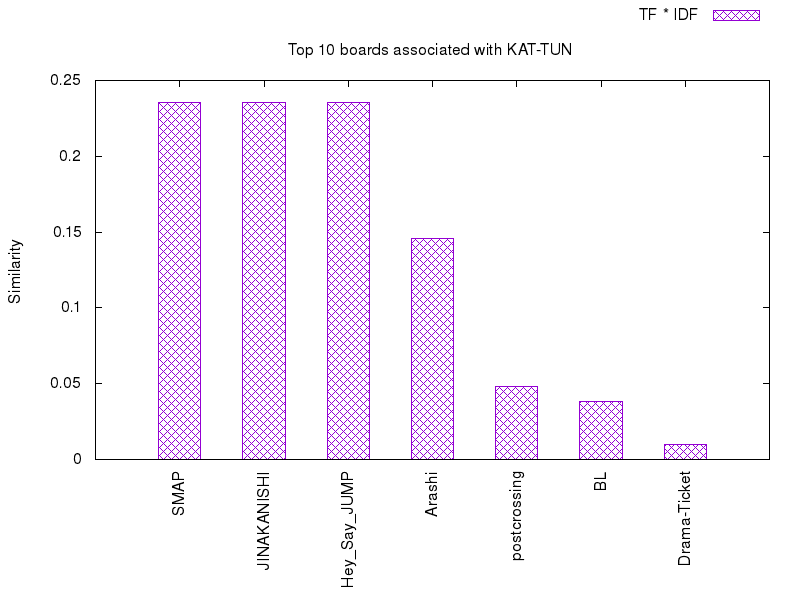 TF * IDF
Top 10 boards associated with KAT-TUN
0.25
0.2
0.15
0.1
0.05
0
Similarity
SMAP
JINAKANISHI
Hey_Say_JUMP
Arashi
postcrossing
BL
Drama-Ticket